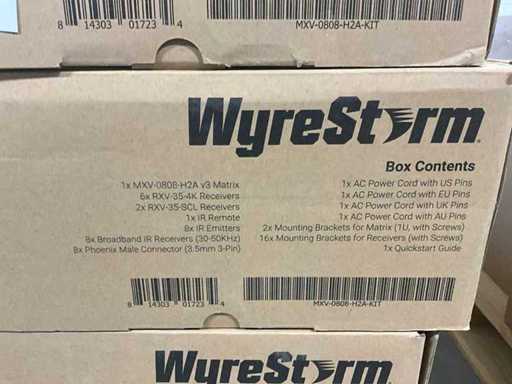 8 14303 01723 4
MXV-0808-H2A-KIT
WyreStorm
Box Contents
1x MXV-0808-H2A v3 Matrix
6x RXV-35-4K Receivers
2x RXV-35-SCL Receivers
1x IR Remote
8x IR Emitters
8x Broadband IR Receivers (30-50KHz)
8x Phoenix Male Connector (3.5mm 3-Pin)
1x AC Power Cord with US Pins
1x AC Power Cord with EU Pins
1x AC Power Cord with UK Pins
1x AC Power Cord with AU Pins
2x Mounting Brackets for Matrix (1U, with Screws)
16x Mounting Brackets for Receivers (with Screws)
1x Quickstart Guide
8 14303 01723 4
MXV-0808-H2A-KIT
WyreStorm